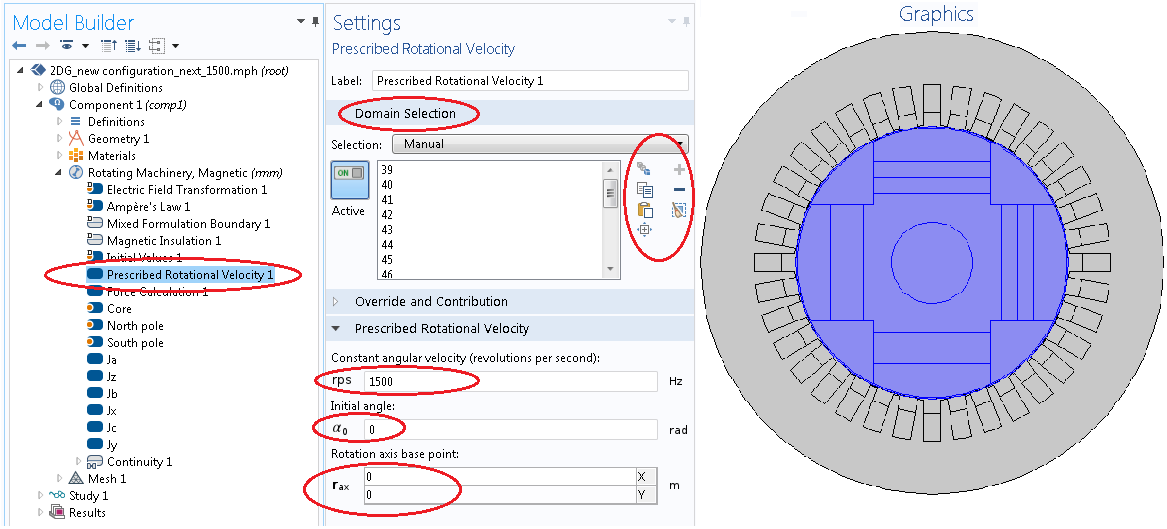 Model Builder
2DG_new configuration_next_1500.mph (root)
Global Definitions
Component 1 (comp1)
Definitions
Geometry 1
Materials
Rotating Machinery, Magnetic (rmm)
Electric Field Transformation 1
Ampère's Law 1
Mixed Formulation Boundary 1
Magnetic Insulation 1
Initial Values 1
Prescribed Rotational Velocity 1
Force Calculation 1
Core
North pole
South pole
Ja
Jz
Jb
Jx
Jc
Jy
Continuity 1
Mesh 1
Study 1
Results
Settings
Prescribed Rotational Velocity
Label: Prescribed Rotational Velocity 1
Domain Selection
Selection: Manual
ON
Active
39
40
41
42
43
44
45
46
Override and Contribution
Prescribed Rotational Velocity
Constant angular velocity (revolutions per second):
rps 1500 Hz
Initial angle:
α₀ 0 rad
Rotation axis base point:
0 X
rax m
0 Y
Graphics